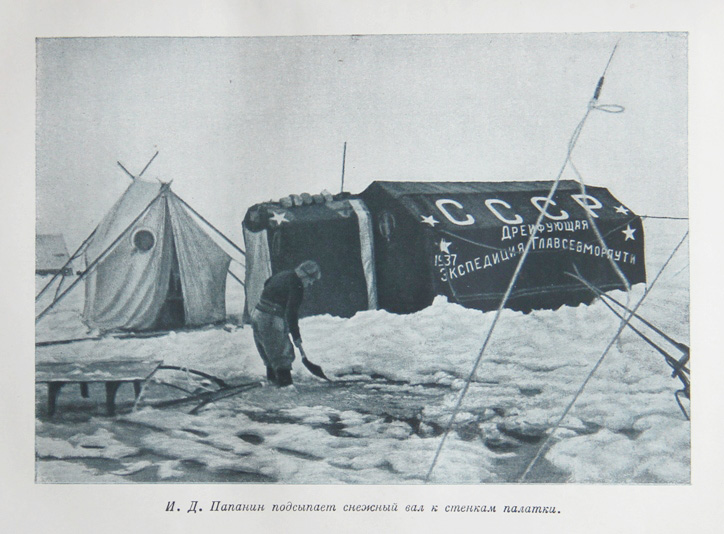 СССР
ДРЕЙФУЮЩАЯ
1937
ЭКСПЕДИЦИЯ ГЛАВСЕВМОРПУТИ
И. Д. Папанин подсыпает снежный вал к стенкам палатки.